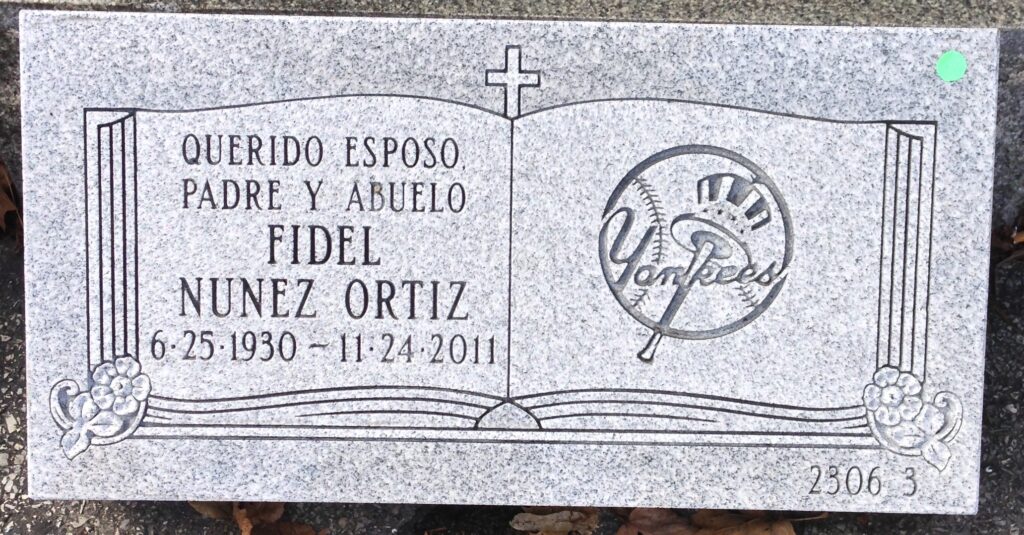 QUERIDO ESPOSO,
PADRE Y ABUELO
FIDEL
NUNEZ ORTIZ
6·25·1930 ~ 11·24·2011
Yankees
2306 3